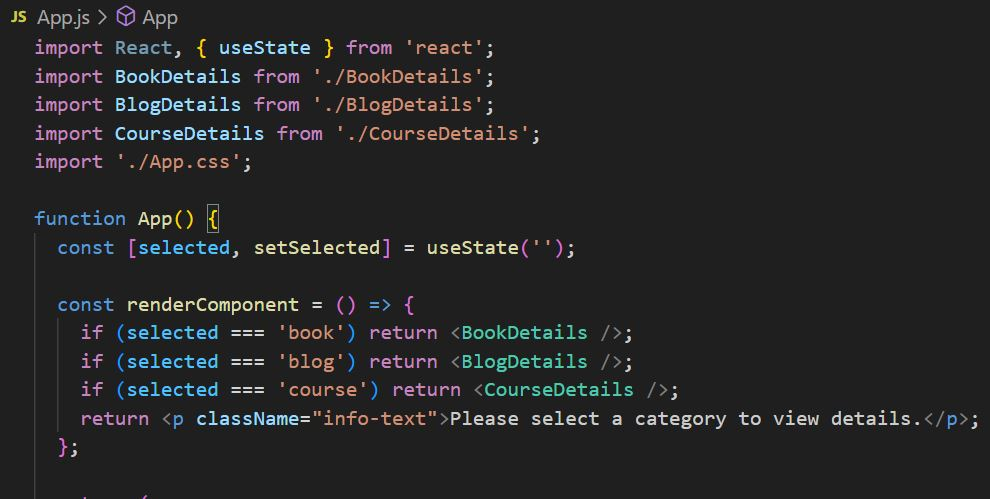 JS App.js > App
import React, { useState } from 'react';
import BookDetails from './BookDetails';
import BlogDetails from './BlogDetails';
import CourseDetails from './CourseDetails';
import './App.css';
function App() {
const [selected, setSelected] = useState('');
const renderComponent = () => {
if (selected === 'book') return <BookDetails />;
if (selected === 'blog') return <BlogDetails />;
if (selected === 'course') return <CourseDetails />;
return <p className="info-text">Please select a category to view details.</p>;
};